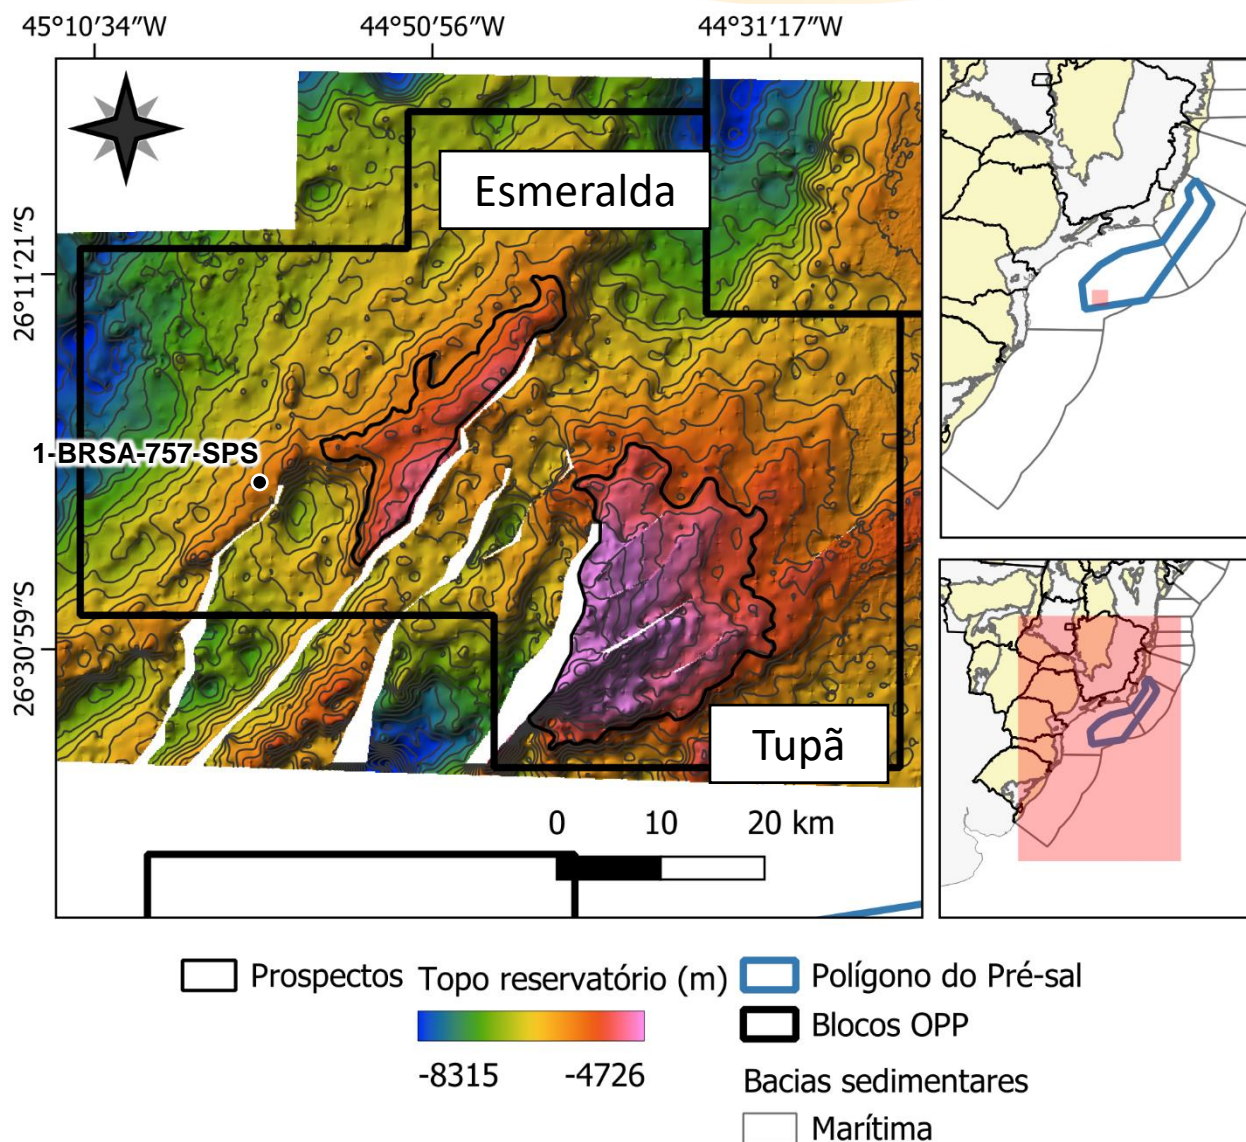 45°10′34″W 44°50′56″W 44°31′17″W
26°11′21″S
26°30′59″S
Esmeralda
1-BRSA-757-SPS
Tupã
0 10 20 km
Prospectos
Topo reservatório (m)
-8315 -4726
Polígono do Pré-sal
Blocos OPP
Bacias sedimentares
Marítima